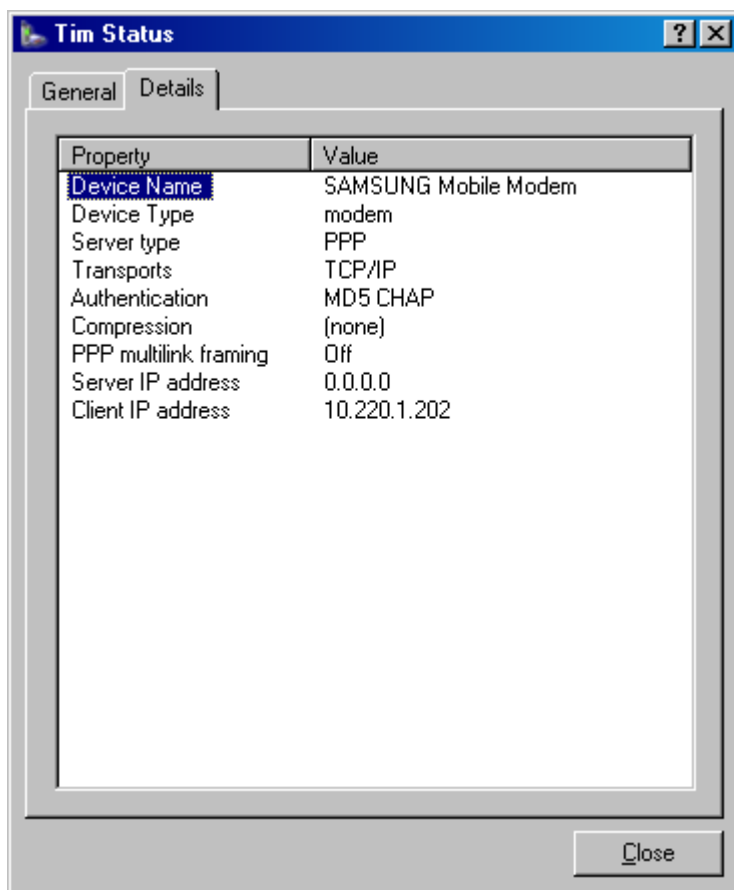 Tim Status
General Details
Property Value
Device Name SAMSUNG Mobile Modem
Device Type modem
Server type PPP
Transports TCP/IP
Authentication MD5 CHAP
Compression (none)
PPP multilink framing Off
Server IP address 0.0.0.0
Client IP address 10.220.1.202
Close